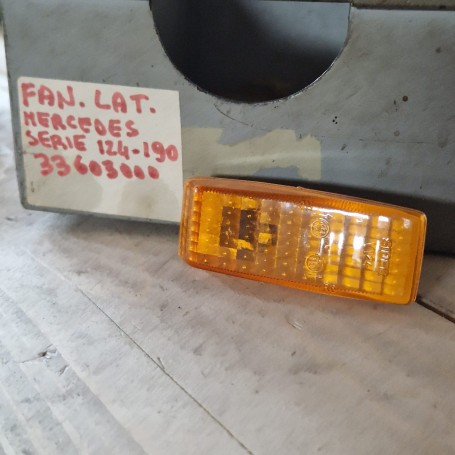 FAN. LAT.
MERCEDES
SERIE 124-190
33603000